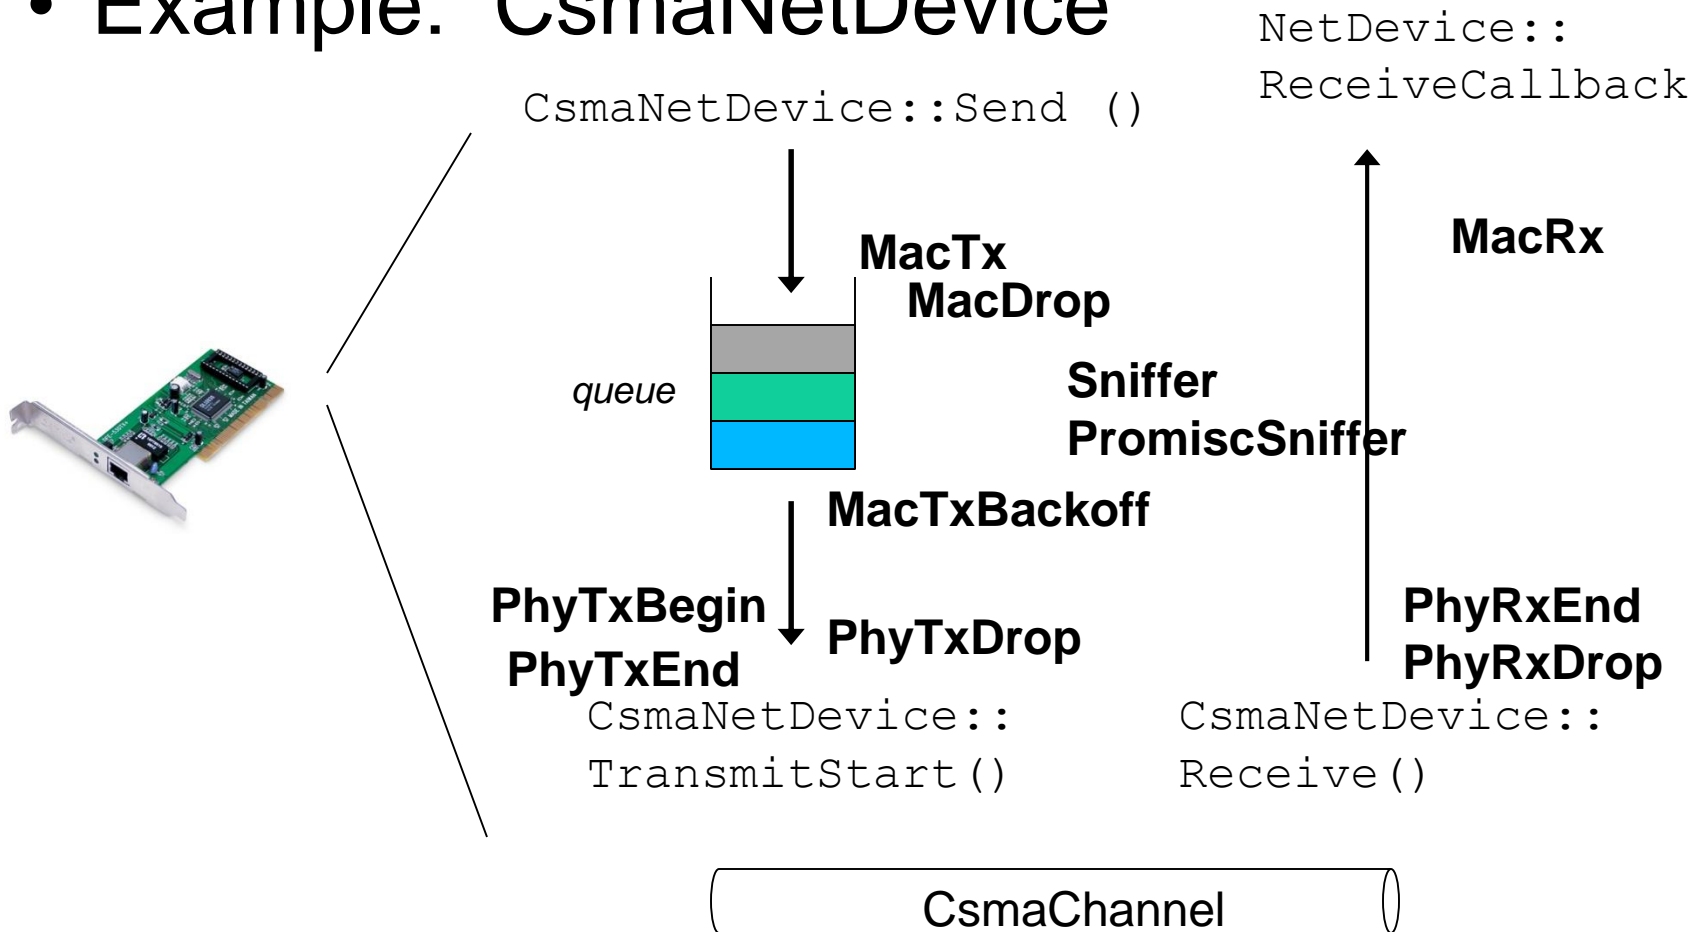 • Example: CsmaNetDevice
NetDevice::
ReceiveCallback
CsmaNetDevice::Send ()
MacTx
MacDrop
MacRx
queue
Sniffer
PromiscSniffer
MacTxBackoff
PhyTxBegin
PhyTxEnd
PhyTxDrop
PhyRxEnd
PhyRxDrop
CsmaNetDevice::
TransmitStart()
CsmaNetDevice::
Receive()
CsmaChannel